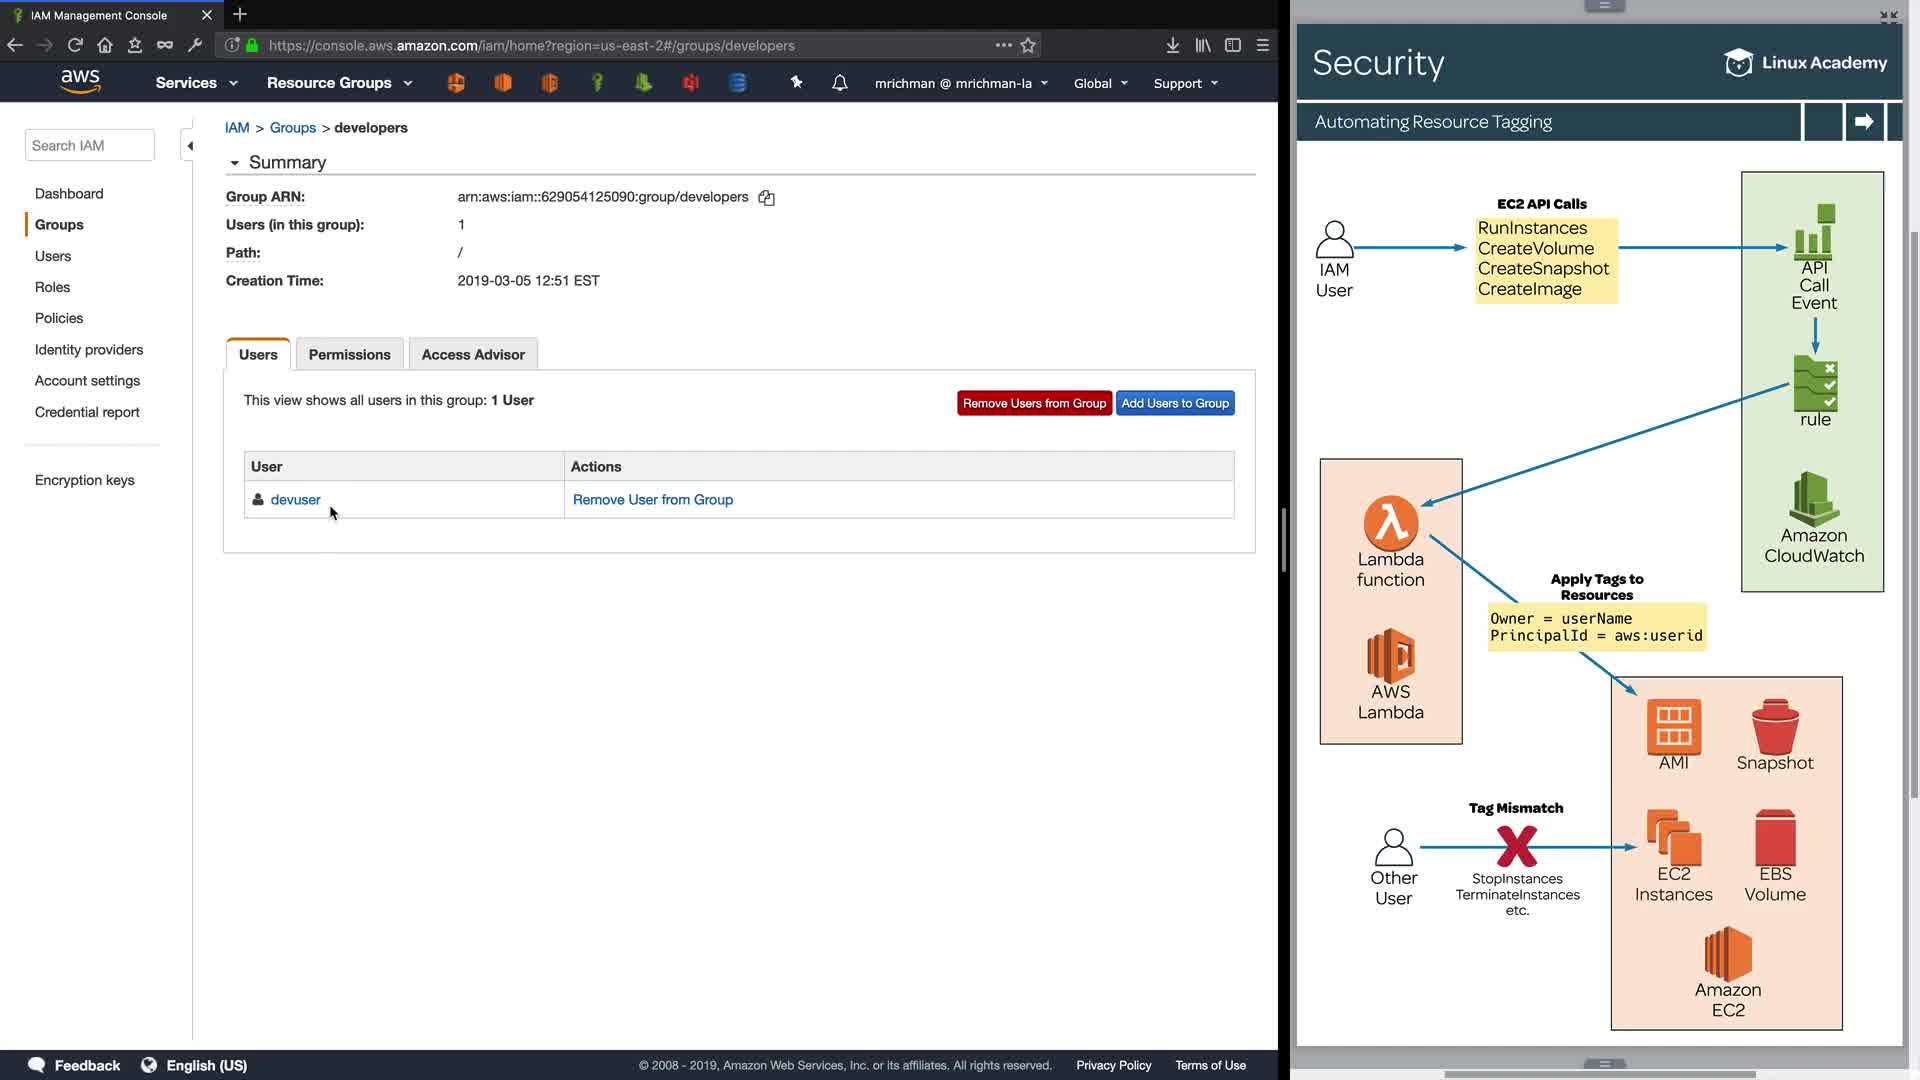 IAM Management Console
https://console.aws.amazon.com/iam/home?region=us-east-2#/groups/developers
aws
Services
Resource Groups
mrichman @ mrichman-la
Global
Support
Search IAM
Dashboard
Groups
Users
Roles
Policies
Identity providers
Account settings
Credential report
Encryption keys
IAM > Groups > developers
Summary
Group ARN: arn:aws:iam::629054125090:group/developers
Users (in this group): 1
Path: /
Creation Time: 2019-03-05 12:51 EST
Users
Permissions
Access Advisor
This view shows all users in this group: 1 User
Remove Users from Group
Add Users to Group
User Actions
devuser Remove User from Group
Feedback
English (US)
© 2008 - 2019, Amazon Web Services, Inc. or its affiliates. All rights reserved.
Privacy Policy
Terms of Use
Security
Linux Academy
Automating Resource Tagging
IAM
User
EC2 API Calls
RunInstances
CreateVolume
CreateSnapshot
CreateImage
API
Call
Event
rule
Amazon
CloudWatch
Lambda
function
AWS
Lambda
Apply Tags to
Resources
Owner = userName
PrincipalId = aws:userid
AMI
Snapshot
EC2
Instances
EBS
Volume
Amazon
EC2
Tag Mismatch
Other
User
StopInstances
TerminateInstances
etc.